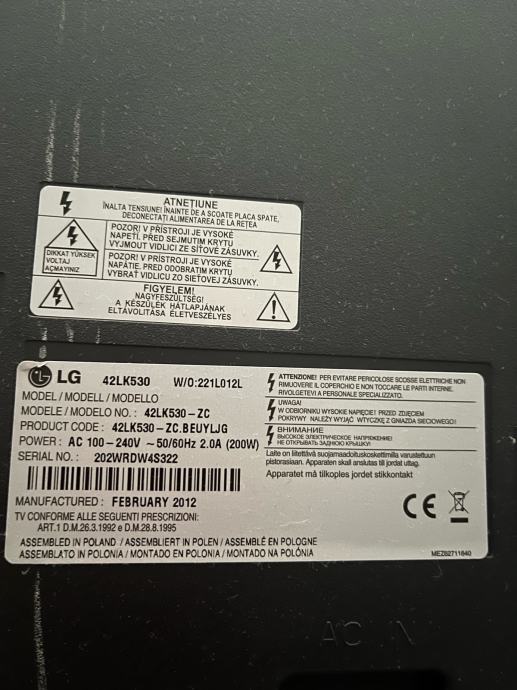 ATNEŢIUNE
ÎNALTA TENSIUNE! ÎNAINTE DE A SCOATE PLACA SPATE,
DECONECTAŢI ALIMENTAREA DE LA REŢEA
DIKKAT YÜKSEK
VOLTAJ
AÇMAYINIZ
POZOR! V PŘÍSTROJI JE VYSOKÉ
NAPĚTÍ. PŘED SEJMUTIM KRYTU
VYJMOUT VIDLICI ZE SÍŤOVÉ ZÁSUVKY.
POZOR! V PRÍSTROJI JE VYSOKÉ
NAPÄTIE. PRED ODOBRATIM KRYTU
VYBRAŤ VIDLICU ZO SIEŤOVEJ ZÁSUVKY.
FIGYELEM!
NAGYFESZÜLTSÉG!
A KÉSZÜLÉK HÁTLAPJÁNAK
ELTÁVOLÍTÁSA ÉLETVESZÉLYES
LG 42LK530 W/O:221L012L
MODEL / MODELL / MODELLO
MODELE / MODELO NO. : 42LK530-ZC
PRODUCT CODE : 42LK530-ZC.BEUYLJG
POWER : AC 100-240V ~50/60Hz 2.0A (200W)
SERIAL NO. : 202WRDW4S322
MANUFACTURED : FEBRUARY 2012
TV CONFORME ALLE SEGUENTI PRESCRIZIONI:
ART.1 D.M.26.3.1992 e D.M.28.8.1995
ASSEMBLED IN POLAND / ASSEMBLIERT IN POLEN / ASSEMBLÉ EN POLOGNE
ASSEMBLATO IN POLONIA / MONTADO EN POLONIA / MONTADO NA POLÓNIA
ATTENZIONE: PER EVITARE PERICOLOSE SCOSSE ELETTRICHE NON
RIMUOVERE IL COPERCHIO E NON TOCCARE LE PARTI INTERNE.
RIVOLGETEVI A PERSONALE SPECIALIZZATO.
UWAGA!
W ODBIORNIKU WYSOKIE NAPIĘCIE! PRZED ZDJĘCIEM
POKRYWY NALEŻY WYJĄĆ WTYCZKĘ Z GNIAZDA SIECIOWEGO!
ВНИМАНИЕ
ВЫСОКОЕ ЭЛЕКТРИЧЕСКОЕ НАПРЯЖЕНИЕ!
НЕ ОТКРЫВАТЬ ЗАДНЮЮ КРЫШКУ!
Laite on liitettävä suojamaadoituskoskettimilla varustettuun
pistorasiaan. Apparaten skall anslutas till jordat uttag.
Apparatet må tilkoples jordet stikkontakt
CE
MEZ62711640
AC IN